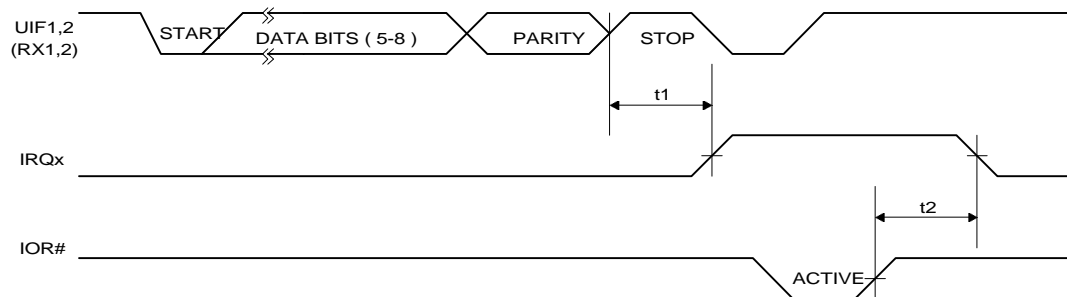 UIF1,2
(RX1,2)
START
DATA BITS ( 5-8 )
PARITY
STOP
t1
IRQx
t2
IOR#
ACTIVE